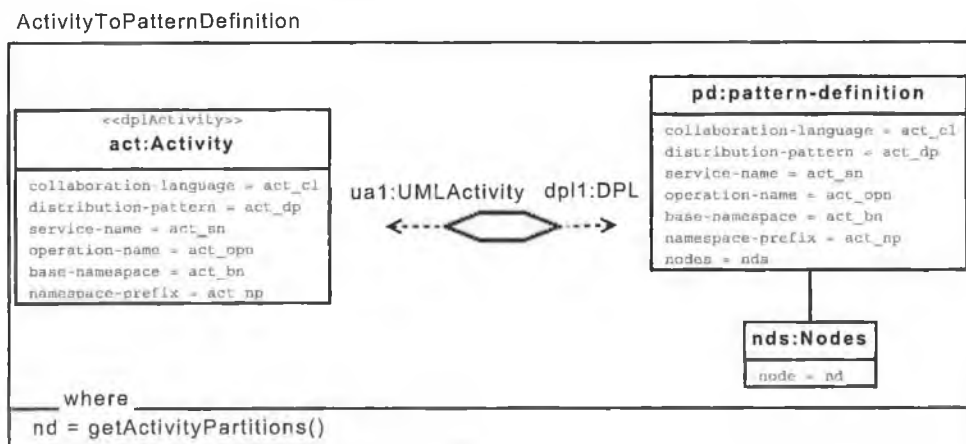 ActivityToPatternDefinition
<<dplActivity>>
act:Activity
collaboration-language = act_cl
distribution-pattern = act_dp
service-name = act_sn
operation-name = act_opn
base-namespace = act_bn
namespace-prefix = act_np
ua1:UMLActivity dpl1:DPL
pd:pattern-definition
collaboration-language = act_cl
distribution-pattern = act_dp
service-name = act_sn
operation-name = act_opn
base-namespace = act_bn
namespace-prefix = act_np
nodes = nds
nds:Nodes
node = nd
where
nd = getActivityPartitions()